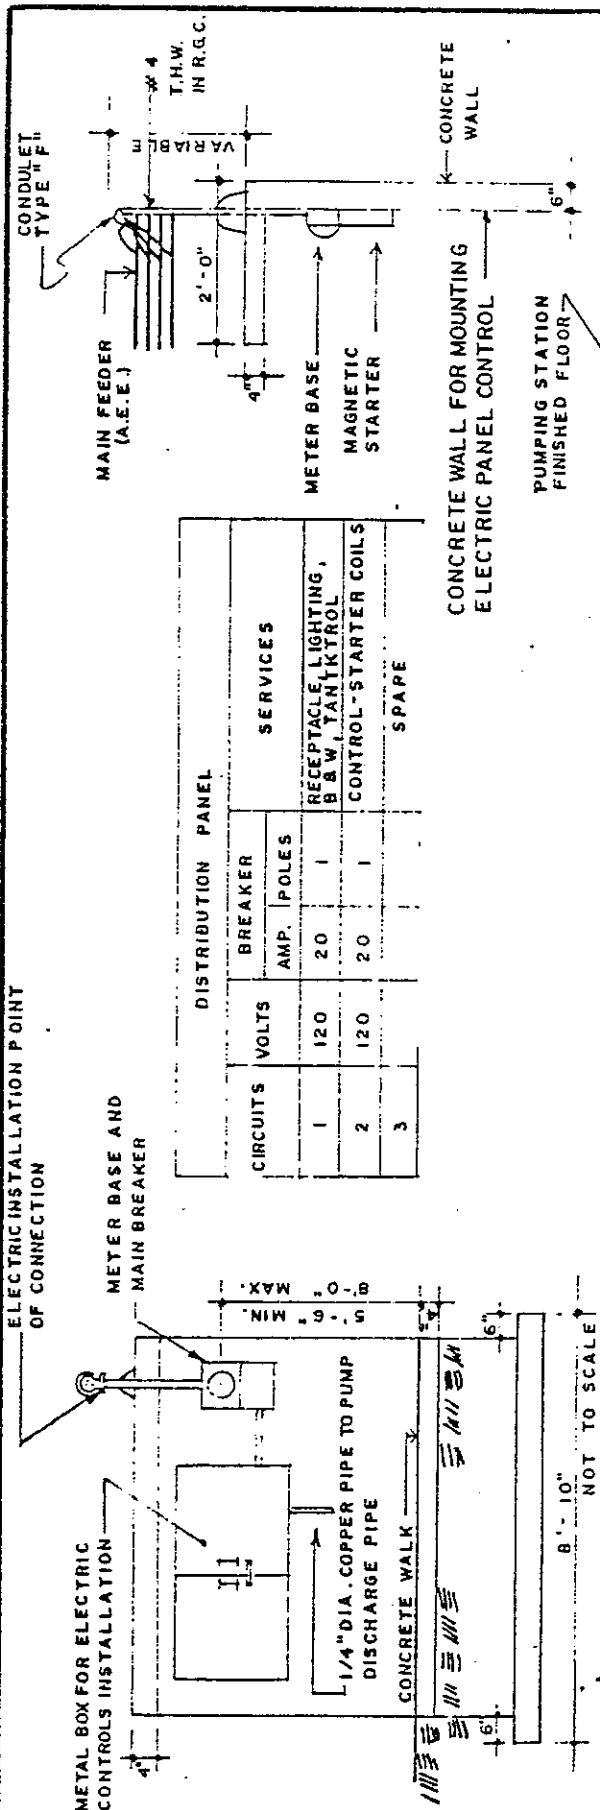 ELECTRIC INSTALLATION POINT
OF CONNECTION
METAL BOX FOR ELECTRIC
CONTROLS INSTALLATION
METER BASE AND
MAIN BREAKER
4"
5'-6" MIN.
8'-0" MAX.
1/4" DIA. COPPER PIPE TO PUMP
DISCHARGE PIPE
CONCRETE WALK
4"
6"
6"
8'-10"
NOT TO SCALE
DISTRIBUTION PANEL
CIRCUITS VOLTS BREAKER SERVICES
AMP. POLES
1 120 20 1 RECEPTACLE, LIGHTING,
B&W, TANTKTROL
2 120 20 1 CONTROL-STARTER COILS
3 SPARE
CONDULET
TYPE "F"
MAIN FEEDER
(A.E.E.)
# 4
T.H.W.
IN R.G.C.
VARIABLE
2'-0"
4"
METER BASE
MAGNETIC
STARTER
CONCRETE
WALL
6"
CONCRETE WALL FOR MOUNTING
ELECTRIC PANEL CONTROL
PUMPING STATION
FINISHED FLOOR